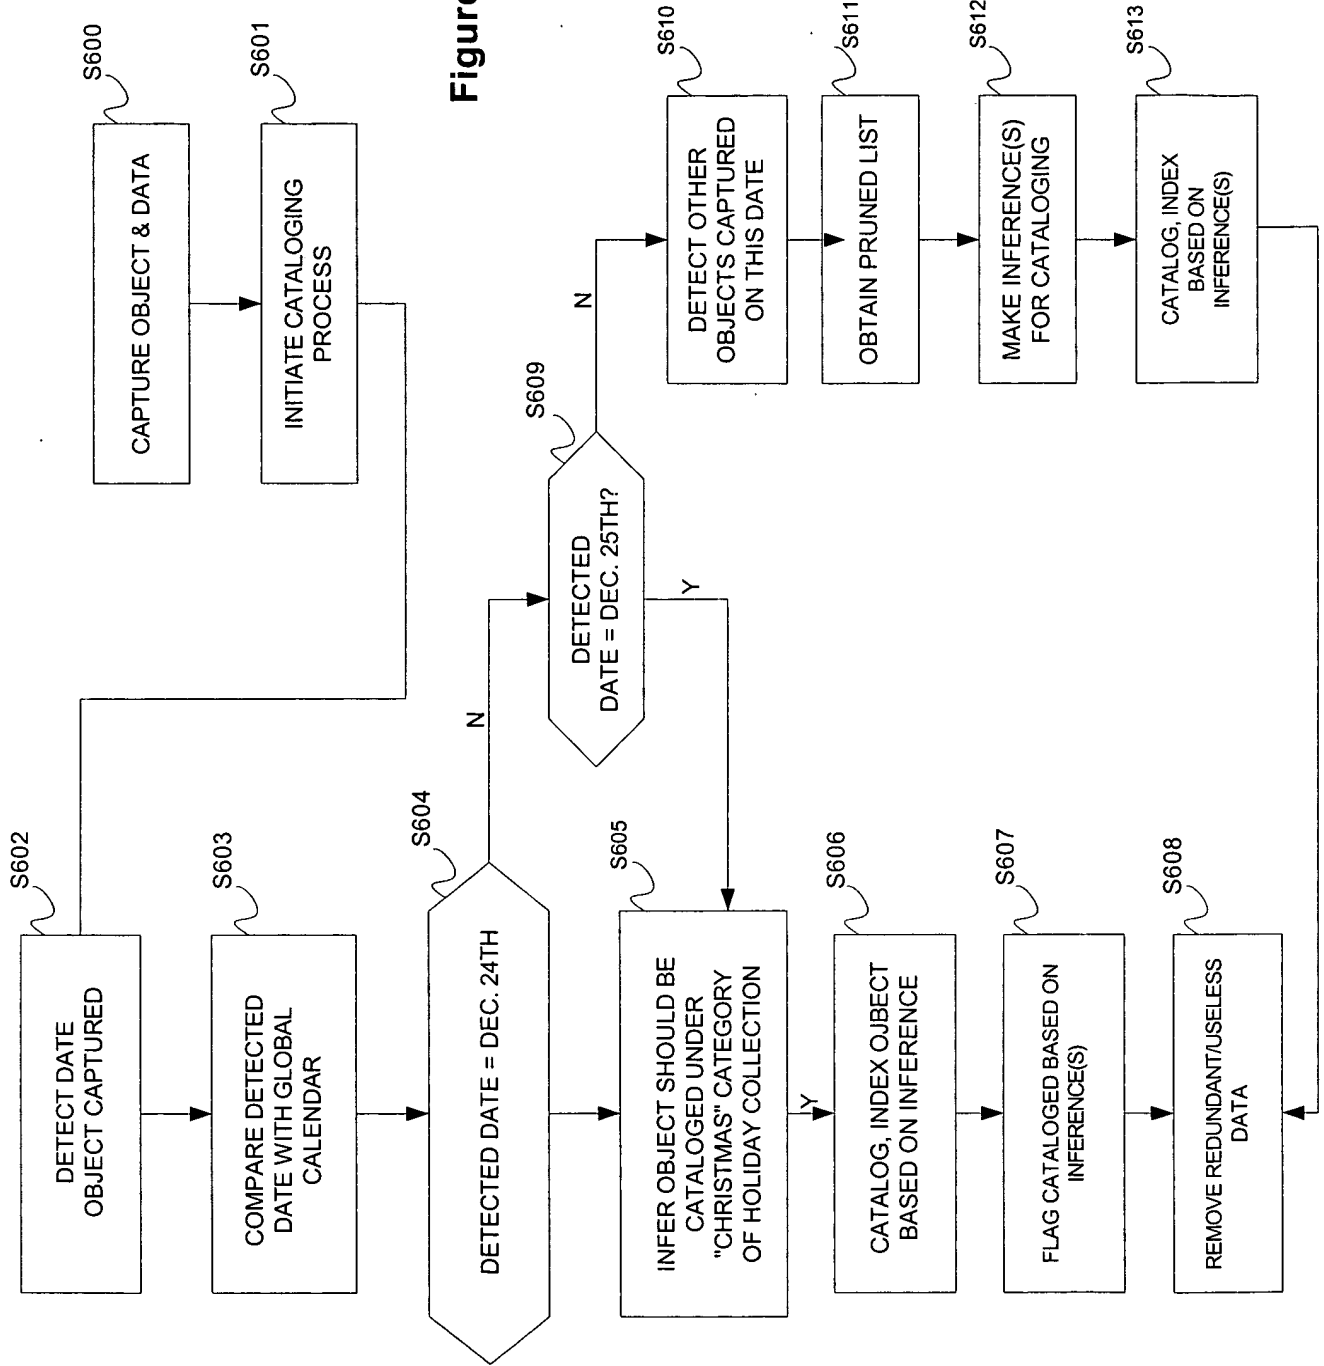 S600
CAPTURE OBJECT & DATA
S601
INITIATE CATALOGING
PROCESS
S602
DETECT DATE
OBJECT CAPTURED
S603
COMPARE DETECTED
DATE WITH GLOBAL
CALENDAR
S604
DETECTED DATE = DEC. 24TH
N
S605
INFER OBJECT SHOULD BE
CATALOGED UNDER
"CHRISTMAS" CATEGORY
OF HOLIDAY COLLECTION
Y
S606
CATALOG, INDEX OJBECT
BASED ON INFERENCE
S607
FLAG CATALOGED BASED ON
INFERENCE(S)
S608
REMOVE REDUNDANT/USELESS
DATA
S609
DETECTED
DATE = DEC. 25TH?
Y
N
Figure
S610
DETECT OTHER
OBJECTS CAPTURED
ON THIS DATE
S611
OBTAIN PRUNED LIST
S612
MAKE INFERENCE(S)
FOR CATALOGING
S613
CATALOG, INDEX
BASED ON
INFERENCE(S)